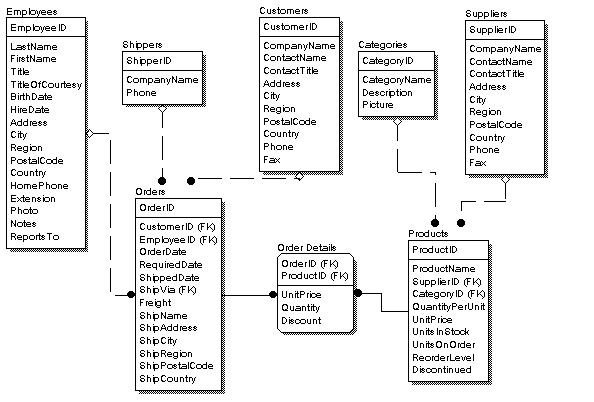 Employees
EmployeeID
LastName
FirstName
Title
TitleOfCourtesy
BirthDate
HireDate
Address
City
Region
PostalCode
Country
HomePhone
Extension
Photo
Notes
ReportsTo
Shippers
ShipperID
CompanyName
Phone
Customers
CustomerID
CompanyName
ContactName
ContactTitle
Address
City
Region
PostalCode
Country
Phone
Fax
Categories
CategoryID
CategoryName
Description
Picture
Suppliers
SupplierID
CompanyName
ContactName
ContactTitle
Address
City
Region
PostalCode
Country
Phone
Fax
Orders
OrderID
CustomerID (FK)
EmployeeID (FK)
OrderDate
RequiredDate
ShippedDate
ShipVia (FK)
Freight
ShipName
ShipAddress
ShipCity
ShipRegion
ShipPostalCode
ShipCountry
Order Details
OrderID (FK)
ProductID (FK)
UnitPrice
Quantity
Discount
Products
ProductID
ProductName
SupplierID (FK)
CategoryID (FK)
QuantityPerUnit
UnitPrice
UnitsInStock
UnitsOnOrder
ReorderLevel
Discontinued